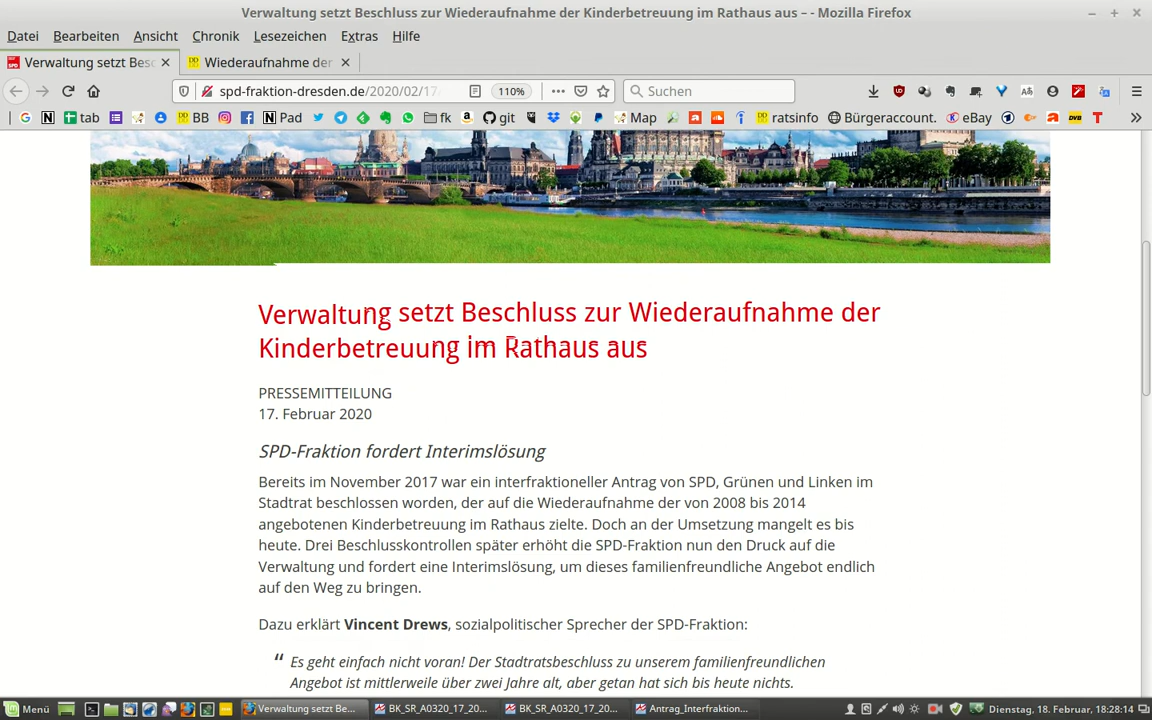 Verwaltung setzt Beschluss zur Wiederaufnahme der Kinderbetreuung im Rathaus aus – - Mozilla Firefox
Datei Bearbeiten Ansicht Chronik Lesezeichen Extras Hilfe
Verwaltung setzt Besc Wiederaufnahme der
spd-fraktion-dresden.de/2020/02/17 110% Suchen
tab BB Pad fk git Map ratsinfo Bürgeraccount. eBay
Verwaltung setzt Beschluss zur Wiederaufnahme der
Kinderbetreuung im Rathaus aus
PRESSEMITTEILUNG
17. Februar 2020
SPD-Fraktion fordert Interimslösung
Bereits im November 2017 war ein interfraktioneller Antrag von SPD, Grünen und Linken im
Stadtrat beschlossen worden, der auf die Wiederaufnahme der von 2008 bis 2014
angebotenen Kinderbetreuung im Rathaus zielte. Doch an der Umsetzung mangelt es bis
heute. Drei Beschlusskontrollen später erhöht die SPD-Fraktion nun den Druck auf die
Verwaltung und fordert eine Interimslösung, um dieses familienfreundliche Angebot endlich
auf den Weg zu bringen.
Dazu erklärt Vincent Drews, sozialpolitischer Sprecher der SPD-Fraktion:
“ Es geht einfach nicht voran! Der Stadtratsbeschluss zu unserem familienfreundlichen
Angebot ist mittlerweile über zwei Jahre alt, aber getan hat sich bis heute nichts.
Menü Verwaltung setzt Be... BK_SR_A0320_17_20... BK_SR_A0320_17_20... Antrag_Interfraktion... Dienstag, 18. Februar, 18:28:14